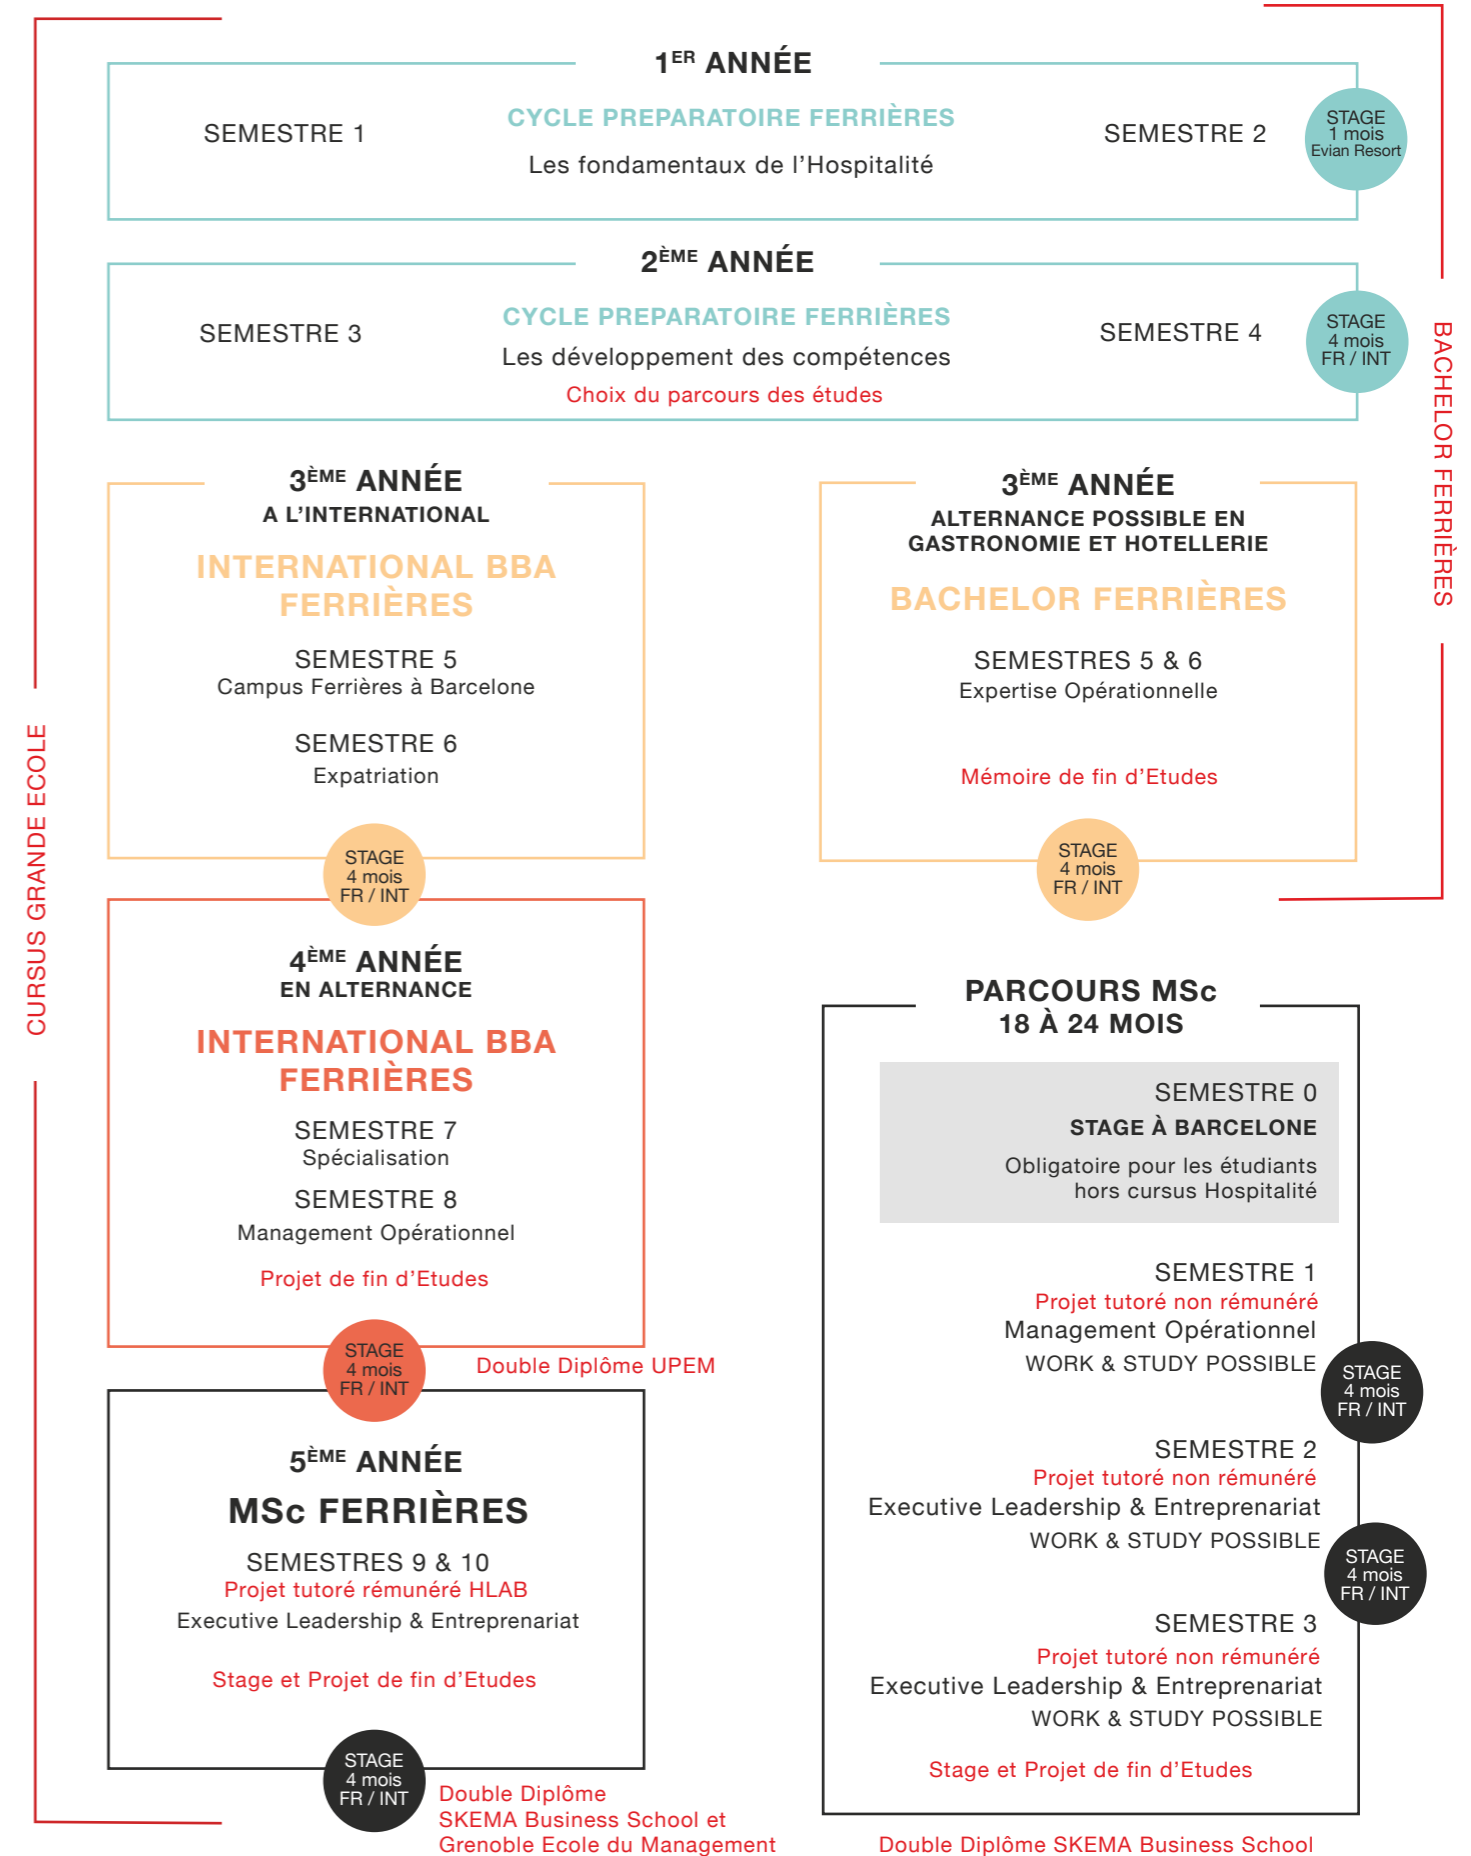 1ER ANNÉE
SEMESTRE 1
CYCLE PREPARATOIRE FERRIÈRES
Les fondamentaux de l'Hospitalité
SEMESTRE 2
STAGE
1 mois
Evian Resort
2ÈME ANNÉE
SEMESTRE 3
CYCLE PREPARATOIRE FERRIÈRES
Les développement des compétences
Choix du parcours des études
SEMESTRE 4
STAGE
4 mois
FR / INT
BACHELOR FERRIÈRES
CURSUS GRANDE ECOLE
3ÈME ANNÉE
A L'INTERNATIONAL
INTERNATIONAL BBA
FERRIÈRES
SEMESTRE 5
Campus Ferrières à Barcelone
SEMESTRE 6
Expatriation
STAGE
4 mois
FR / INT
3ÈME ANNÉE
ALTERNANCE POSSIBLE EN
GASTRONOMIE ET HOTELLERIE
BACHELOR FERRIÈRES
SEMESTRES 5 & 6
Expertise Opérationnelle
Mémoire de fin d'Etudes
STAGE
4 mois
FR / INT
4ÈME ANNÉE
EN ALTERNANCE
INTERNATIONAL BBA
FERRIÈRES
SEMESTRE 7
Spécialisation
SEMESTRE 8
Management Opérationnel
Projet de fin d'Etudes
STAGE
4 mois
FR / INT
Double Diplôme UPEM
5ÈME ANNÉE
MSc FERRIÈRES
SEMESTRES 9 & 10
Projet tutoré rémunéré HLAB
Executive Leadership & Entreprenariat
Stage et Projet de fin d'Etudes
STAGE
4 mois
FR / INT
Double Diplôme
SKEMA Business School et
Grenoble Ecole du Management
PARCOURS MSc
18 À 24 MOIS
SEMESTRE 0
STAGE À BARCELONE
Obligatoire pour les étudiants
hors cursus Hospitalité
SEMESTRE 1
Projet tutoré non rémunéré
Management Opérationnel
WORK & STUDY POSSIBLE
STAGE
4 mois
FR / INT
SEMESTRE 2
Projet tutoré non rémunéré
Executive Leadership & Entreprenariat
WORK & STUDY POSSIBLE
STAGE
4 mois
FR / INT
SEMESTRE 3
Projet tutoré non rémunéré
Executive Leadership & Entreprenariat
WORK & STUDY POSSIBLE
Stage et Projet de fin d'Etudes
Double Diplôme SKEMA Business School